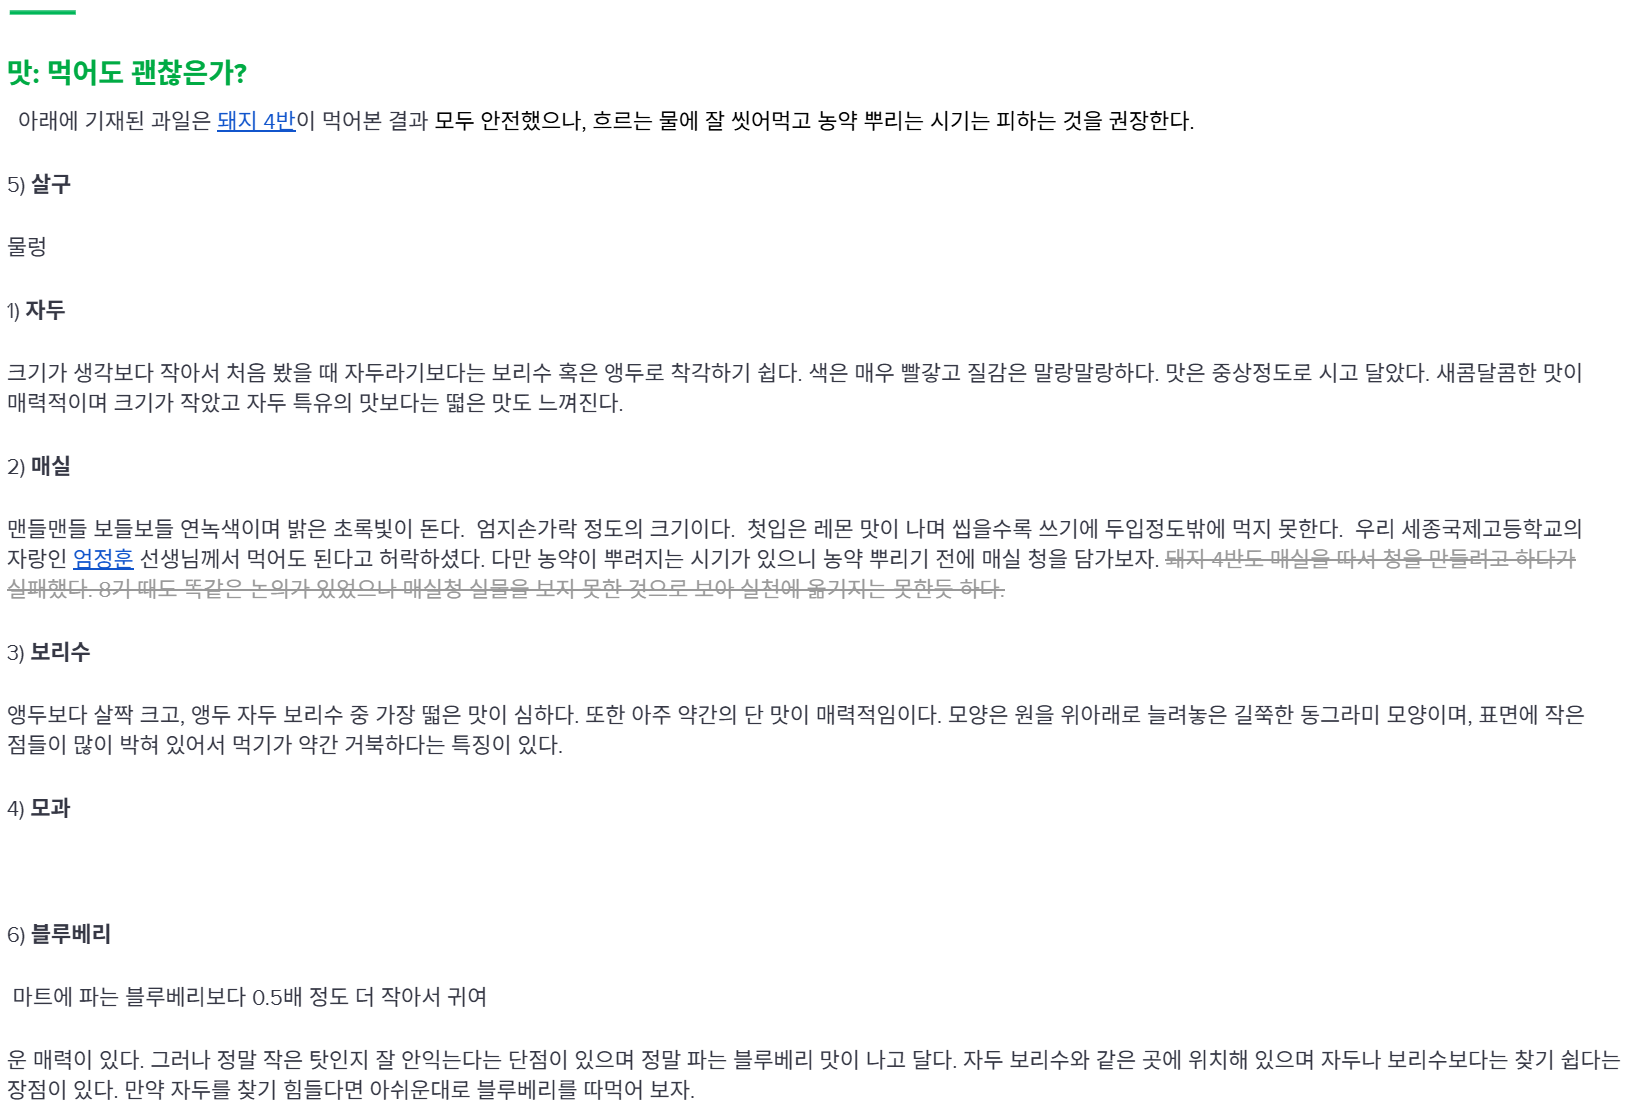 맛: 먹어도 괜찮은가?
아래에 기재된 과일은 돼지 4반이 먹어본 결과 모두 안전했으나, 흐르는 물에 잘 씻어먹고 농약 뿌리는 시기는 피하는 것을 권장한다.
5) 살구
물렁
1) 자두
크기가 생각보다 작아서 처음 봤을 때 자두라기보다는 보리수 혹은 앵두로 착각하기 쉽다. 색은 매우 빨갛고 질감은 말랑말랑하다. 맛은 중상정도로 시고 달았다. 새콤달콤한 맛이
매력적이며 크기가 작았고 자두 특유의 맛보다는 떫은 맛도 느껴진다.
2) 매실
맨들맨들 보들보들 연녹색이며 밝은 초록빛이 돈다.  엄지손가락 정도의 크기이다.  첫입은 레몬 맛이 나며 씹을수록 쓰기에 두입정도밖에 먹지 못한다.  우리 세종국제고등학교의
자랑인 엄정훈 선생님께서 먹어도 된다고 허락하셨다. 다만 농약이 뿌려지는 시기가 있으니 농약 뿌리기 전에 매실 청을 담가보자. 돼지 4반도 매실을 따서 청을 만들려고 하다가
실패했다. 8기 때도 똑같은 논의가 있었으나 매실청 실물을 보지 못한 것으로 보아 실천에 옮기지는 못한듯 하다.
3) 보리수
앵두보다 살짝 크고, 앵두 자두 보리수 중 가장 떫은 맛이 심하다. 또한 아주 약간의 단 맛이 매력적임이다. 모양은 원을 위아래로 늘려놓은 길쭉한 동그라미 모양이며, 표면에 작은
점들이 많이 박혀 있어서 먹기가 약간 거북하다는 특징이 있다.
4) 모과
6) 블루베리
마트에 파는 블루베리보다 0.5배 정도 더 작아서 귀여
운 매력이 있다. 그러나 정말 작은 탓인지 잘 안익는다는 단점이 있으며 정말 파는 블루베리 맛이 나고 달다. 자두 보리수와 같은 곳에 위치해 있으며 자두나 보리수보다는 찾기 쉽다는
장점이 있다. 만약 자두를 찾기 힘들다면 아쉬운대로 블루베리를 따먹어 보자.